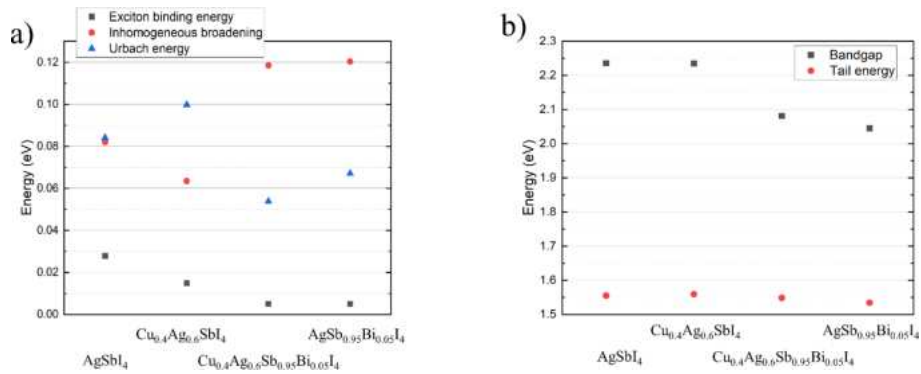 a)
Exciton binding energy
Inhomogeneous broadening
Urbach energy
0.12
0.10
0.08
0.06
0.04
0.02
0.00
Energy (eV)
Cu₀.₄Ag₀.₆SbI₄
AgSb₀.₉₅Bi₀.₀₅I₄
AgSbI₄
Cu₀.₄Ag₀.₆Sb₀.₉₅Bi₀.₀₅I₄
b)
Bandgap
Tail energy
2.3
2.2
2.1
2.0
1.9
1.8
1.7
1.6
1.5
Energy (eV)
Cu₀.₄Ag₀.₆SbI₄
AgSb₀.₉₅Bi₀.₀₅I₄
AgSbI₄
Cu₀.₄Ag₀.₆Sb₀.₉₅Bi₀.₀₅I₄